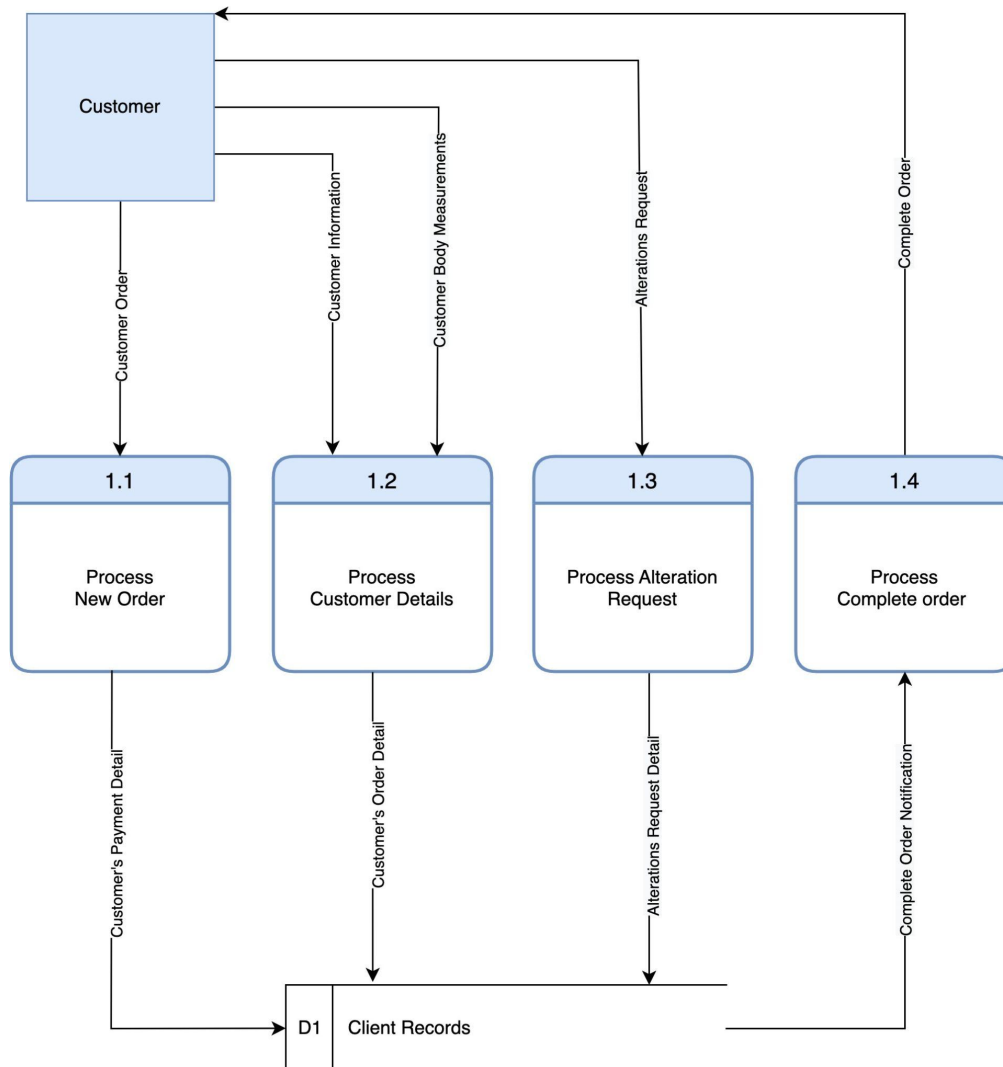 Customer
Customer Order
Customer Information
Customer Body Measurements
Alterations Request
Complete Order
1.1
Process
New Order
1.2
Process
Customer Details
1.3
Process Alteration
Request
1.4
Process
Complete order
Customer's Payment Detail
Customer's Order Detail
Alterations Request Detail
Complete Order Notification
D1
Client Records